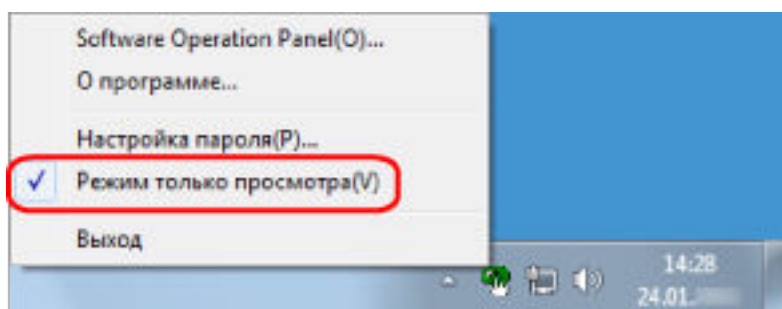 Software Operation Panel(O)...
О программе...
Настройка пароля(P)...
Режим только просмотра(V)
Выход
14:28
24.01.